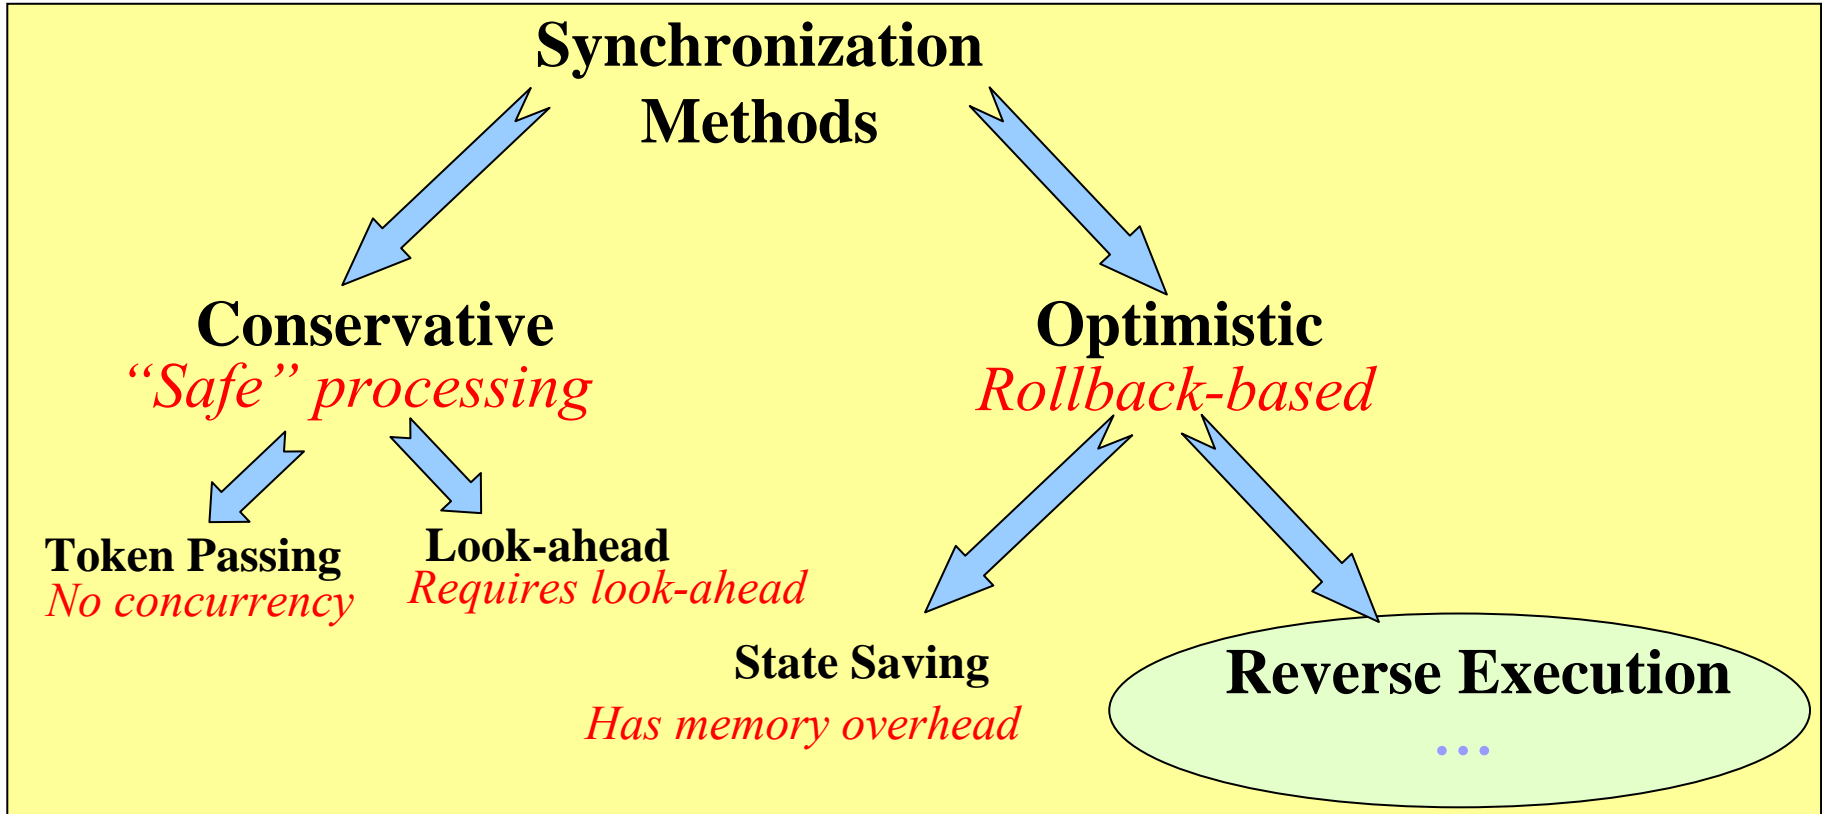 Synchronization
Methods
Conservative
“Safe” processing
Optimistic
Rollback-based
Token Passing
No concurrency
Look-ahead
Requires look-ahead
State Saving
Has memory overhead
Reverse Execution
...